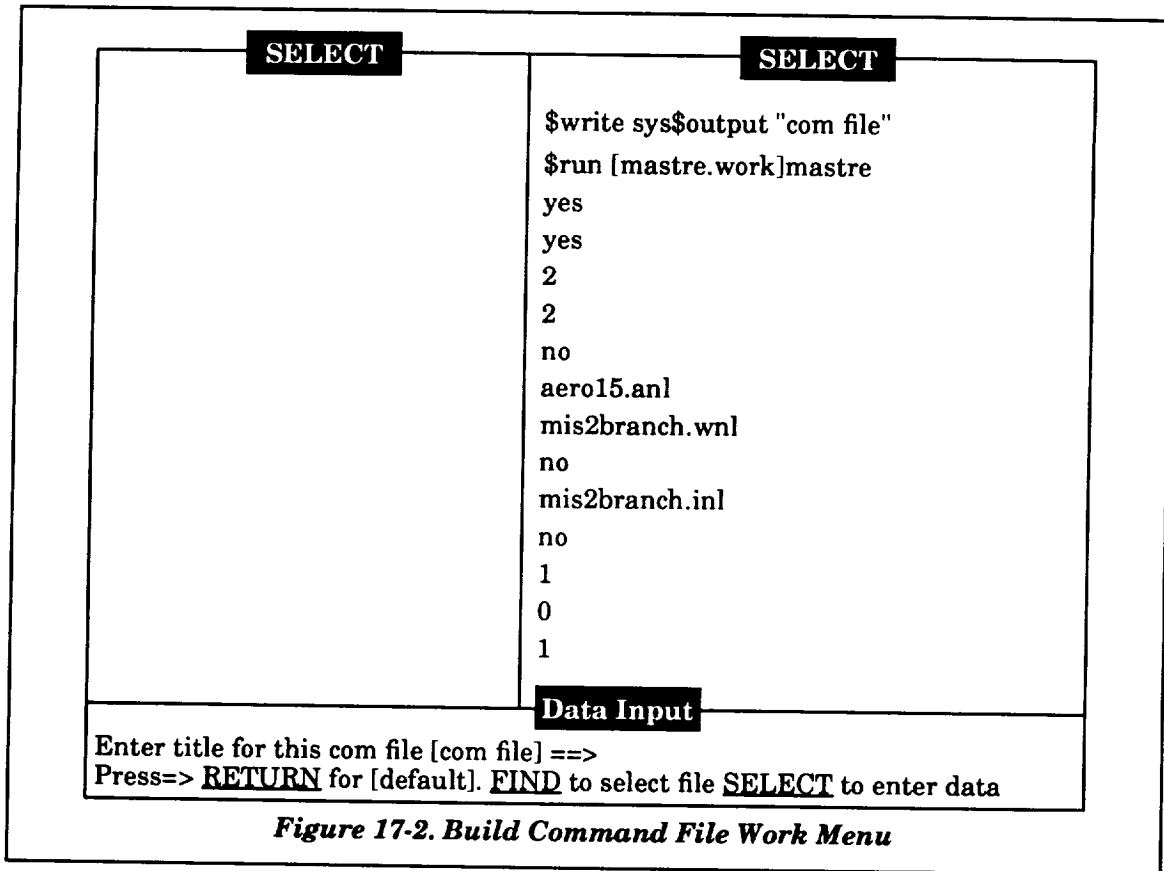 SELECT
SELECT
$write sys$output "com file"
$run [mastre.work]mastre
yes
yes
2
2
no
aero15.anl
mis2branch.wnl
no
mis2branch.inl
no
1
0
1
Data Input
Enter title for this com file [com file] ==>
Press=> RETURN for [default]. FIND to select file SELECT to enter data
Figure 17-2. Build Command File Work Menu